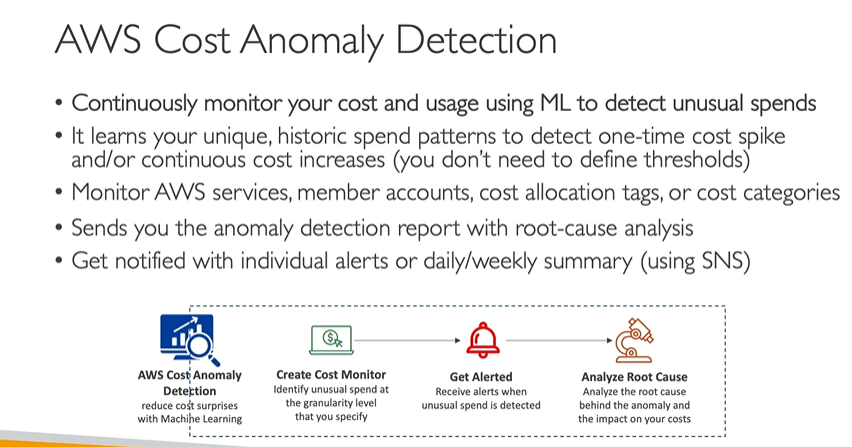 AWS Cost Anomaly Detection
• Continuously monitor your cost and usage using ML to detect unusual spends
• It learns your unique, historic spend patterns to detect one-time cost spike
and/or continuous cost increases (you don't need to define thresholds)
• Monitor AWS services, member accounts, cost allocation tags, or cost categories
• Sends you the anomaly detection report with root-cause analysis
• Get notified with individual alerts or daily/weekly summary (using SNS)
AWS Cost Anomaly
Detection
reduce cost surprises
with Machine Learning
Create Cost Monitor
Identify unusual spend at
the granularity level
that you specify
Get Alerted
Receive alerts when
unusual spend is detected
Analyze Root Cause
Analyze the root cause
behind the anomaly and
the impact on your costs